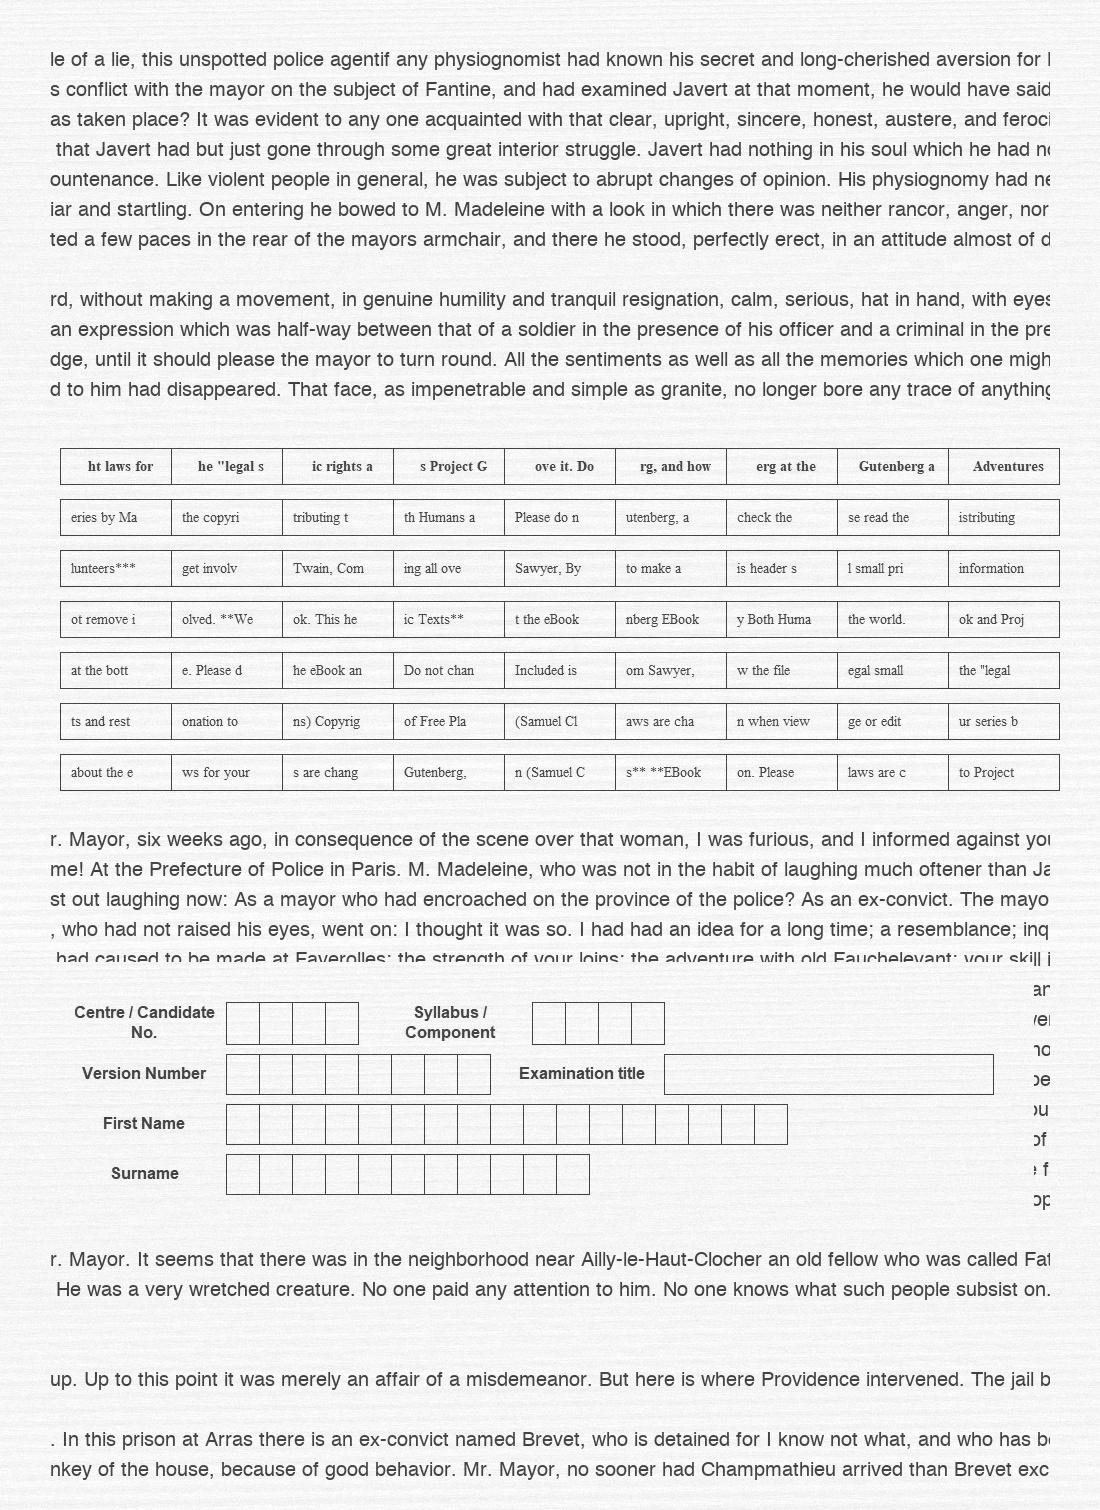 le of a lie, this unspotted police agentif any physiognomist had known his secret and long-cherished aversion for
s conflict with the mayor on the subject of Fantine, and had examined Javert at that moment, he would have said
as taken place? It was evident to any one acquainted with that clear, upright, sincere, honest, austere, and feroci
that Javert had but just gone through some great interior struggle. Javert had nothing in his soul which he had
ountenance. Like violent people in general, he was subject to abrupt changes of opinion. His physiognomy had ne
iar and startling. On entering he bowed to M. Madeleine with a look in which there was neither rancor, anger, nor
ted a few paces in the rear of the mayors armchair, and there he stood, perfectly erect, in an attitude almost of d
rd, without making a movement, in genuine humility and tranquil resignation, calm, serious, hat in hand, with eyes
an expression which was half-way between that of a soldier in the presence of his officer and a criminal in the pre
dge, until it should please the mayor to turn round. All the sentiments as well as all the memories which one migh
d to him had disappeared. That face, as impenetrable and simple as granite, no longer bore any trace of anything
ht laws for he "legal s ic rights a s Project G ove it. Do rg, and how erg at the Gutenberg a Adventures
eries by Ma the copyri tributing t th Humans a Please do n utenberg, a check the se read the istributing
lunteers*** get involv Twain, Com ing all ove Sawyer, By to make a is header s l small pri information
ot remove i olved. **We ok. This he ic Texts** t the eBook nberg EBook y Both Huma the world. ok and Proj
at the bott e. Please d he eBook an Do not chan Included is om Sawyer, w the file egal small the "legal
ts and rest onation to ns) Copyrig of Free Pla (Samuel Cl aws are cha n when view ge or edit ur series b
about the e ws for your s are chang Gutenberg, n (Samuel C s** **EBook on. Please laws are c to Project
r. Mayor, six weeks ago, in consequence of the scene over that woman, I was furious, and I informed against you
me! At the Prefecture of Police in Paris. M. Madeleine, who was not in the habit of laughing much oftener than Ja
st out laughing now: As a mayor who had encroached on the province of the police? As an ex-convict. The mayo
, who had not raised his eyes, went on: I thought it was so. I had had an idea for a long time; a resemblance; inq
had caused to be made at Faverolles; the strength of your loins; the adventure with old Fauchelevant; your skill
Centre / Candidate No. Syllabus / Component
Version Number Examination title
First Name
Surname
of
r. Mayor. It seems that there was in the neighborhood near Ailly-le-Haut-Clocher an old fellow who was called Fat
He was a very wretched creature. No one paid any attention to him. No one knows what such people subsist on.
up. Up to this point it was merely an affair of a misdemeanor. But here is where Providence intervened. The jail b
. In this prison at Arras there is an ex-convict named Brevet, who is detained for I know not what, and who has
nkey of the house, because of good behavior. Mr. Mayor, no sooner had Champmathieu arrived than Brevet exc